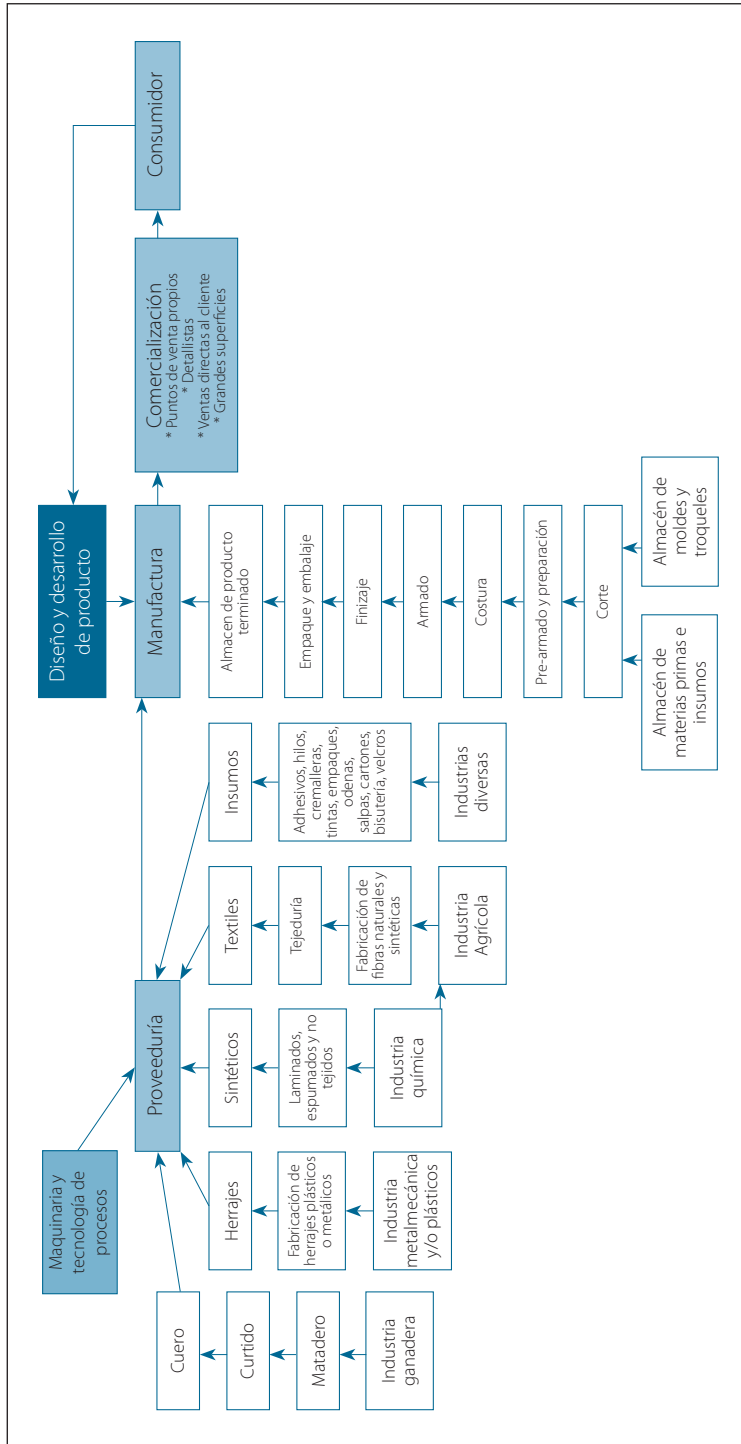 Maquinaria y
tecnología de
procesos
Diseño y desarrollo
de producto
Proveeduría
Manufactura
Comercialización
* Puntos de venta propios
* Detallistas
* Ventas directas al cliente
* Grandes superficies
Consumidor
Cuero
Curtido
Matadero
Industria
ganadera
Herrajes
Fabricación de
herrajes plásticos
o metálicos
Industria
metalmecánica
y/o plásticos
Sintéticos
Laminados,
espumados y no
tejidos
Industria
química
Textiles
Tejeduría
Fabricación de
fibras naturales y
sintéticas
Industria
Agrícola
Insumos
Adhesivos, hilos,
cremalleras,
tintas, empaques,
odenas,
salpas, cartones,
bisutería, velcros
Industrias
diversas
Almacen de producto
terminado
Empaque y embalaje
Finizaje
Armado
Costura
Pre-armado y preparación
Corte
Almacén de
materias primas e
insumos
Almacén de
moldes y
troqueles